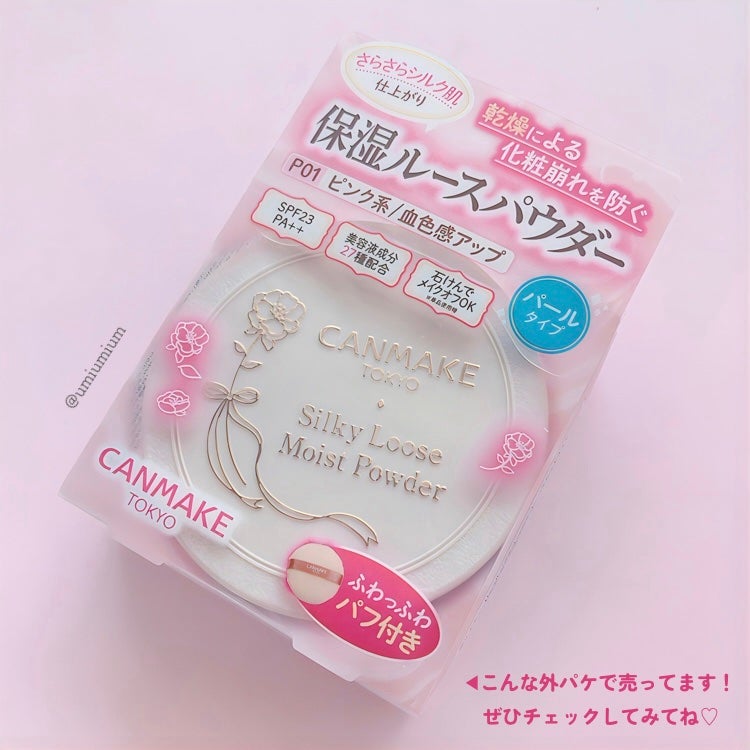 さらさらシルク肌
仕上がり
乾燥による
化粧崩れを防ぐ
保湿ルースパウダー
P01 ピンク系/血色感アップ
SPF23
PA++
美容液成分
27種配合
石けんで
メイクオフOK
※単品使用時
パール
タイプ
CANMAKE
TOKYO
Silky Loose
Moist Powder
@umiumium
CANMAKE
TOKYO
CANMAKE
ふわっふわ
パフ付き
◀こんな外パケで売ってます！
ぜひチェックしてみてね♡